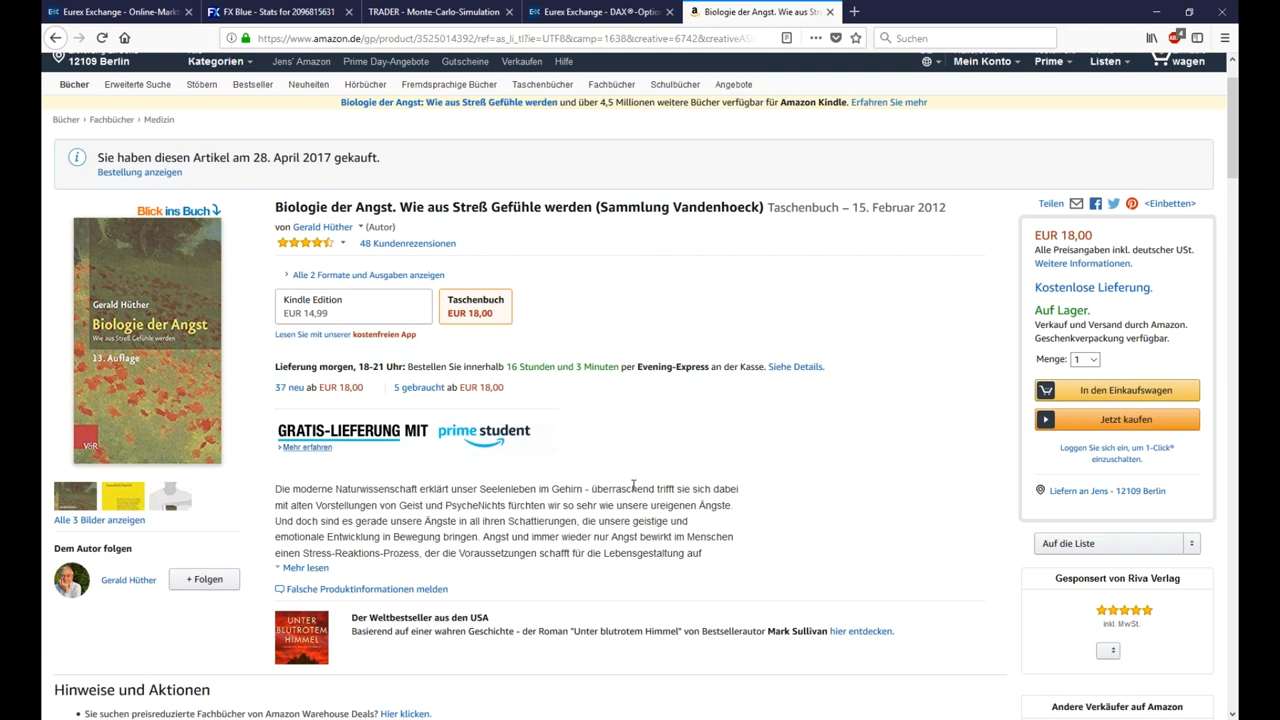 Eurex Exchange - Online-Markt
FX Blue - Stats for 2096815631
TRADER - Monte-Carlo-Simulation
Eurex Exchange - DAX®-Option
Biologie der Angst. Wie aus Stre
https://www.amazon.de/gp/product/3525014392/ref=as_li_tl?ie=UTF8&camp=1638&creative=6742&creativeAS
Suchen
4
12109 Berlin
Kategorien
Jens' Amazon
Prime Day-Angebote
Gutscheine
Verkaufen
Hilfe
Mein Konto
Prime
Listen
wagen
Bücher
Erweiterte Suche
Stöbern
Bestseller
Neuheiten
Hörbücher
Fremdsprachige Bücher
Taschenbücher
Fachbücher
Schulbücher
Angebote
Biologie der Angst: Wie aus Streß Gefühle werden und über 4,5 Millionen weitere Bücher verfügbar für Amazon Kindle. Erfahren Sie mehr
Bücher › Fachbücher › Medizin
Sie haben diesen Artikel am 28. April 2017 gekauft.
Bestellung anzeigen
Blick ins Buch
Gerald Hüther
Biologie der Angst
Wie aus Streß Gefühle werden
13. Auflage
V&R
Alle 3 Bilder anzeigen
Dem Autor folgen
Gerald Hüther
+ Folgen
Biologie der Angst. Wie aus Streß Gefühle werden (Sammlung Vandenhoeck) Taschenbuch – 15. Februar 2012
von Gerald Hüther (Autor)
48 Kundenrezensionen
› Alle 2 Formate und Ausgaben anzeigen
Kindle Edition
EUR 14,99
Taschenbuch
EUR 18,00
Lesen Sie mit unserer kostenfreien App
Lieferung morgen, 18-21 Uhr: Bestellen Sie innerhalb 16 Stunden und 3 Minuten per Evening-Express an der Kasse. Siehe Details.
37 neu ab EUR 18,00
5 gebraucht ab EUR 18,00
GRATIS-LIEFERUNG MIT prime student
› Mehr erfahren
Die moderne Naturwissenschaft erklärt unser Seelenleben im Gehirn - überraschend trifft sie sich dabei
mit alten Vorstellungen von Geist und PsycheNichts fürchten wir so sehr wie unsere ureigenen Ängste.
Und doch sind es gerade unsere Ängste in all ihren Schattierungen, die unsere geistige und
emotionale Entwicklung in Bewegung bringen. Angst und immer wieder nur Angst bewirkt im Menschen
einen Stress-Reaktions-Prozess, der die Voraussetzungen schafft für die Lebensgestaltung auf
Mehr lesen
Falsche Produktinformationen melden
UNTER
BLUTROTEM
HIMMEL
Der Weltbestseller aus den USA
Basierend auf einer wahren Geschichte - der Roman "Unter blutrotem Himmel" von Bestsellerautor Mark Sullivan hier entdecken.
Teilen
<Einbetten>
EUR 18,00
Alle Preisangaben inkl. deutscher USt.
Weitere Informationen.
Kostenlose Lieferung.
Auf Lager.
Verkauf und Versand durch Amazon.
Geschenkverpackung verfügbar.
Menge: 1
In den Einkaufswagen
Jetzt kaufen
Loggen Sie sich ein, um 1-Click®
einzuschalten.
Liefern an Jens - 12109 Berlin
Auf die Liste
Gesponsert von Riva Verlag
inkl. MwSt.
Andere Verkäufer auf Amazon
Hinweise und Aktionen
• Sie suchen preisreduzierte Fachbücher von Amazon Warehouse Deals? Hier klicken.